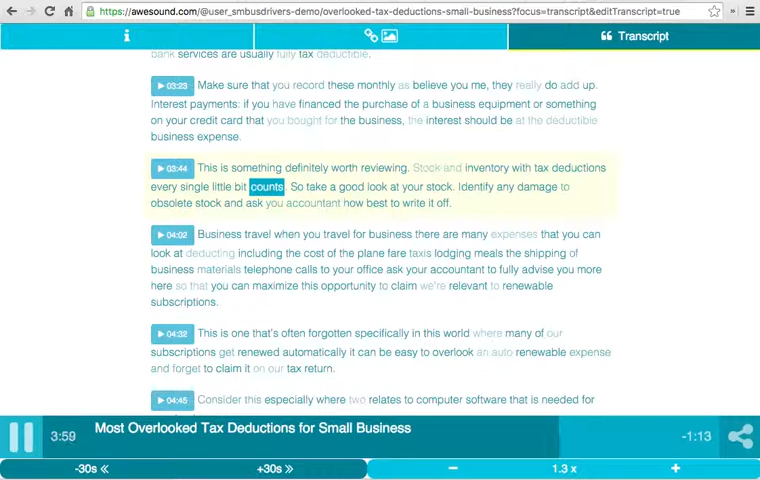 https://awesound.com/@user_smbusdrivers-demo/overlooked-tax-deductions-small-business?focus=transcript&editTranscript=true
Transcript
bank services are usually fully tax deductible.
03:23 Make sure that you record these monthly as believe you me, they really do add up.
Interest payments: if you have financed the purchase of a business equipment or something
on your credit card that you bought for the business, the interest should be at the deductible
business expense.
03:44 This is something definitely worth reviewing. Stock and inventory with tax deductions
every single little bit counts. So take a good look at your stock. Identify any damage to
obsolete stock and ask you accountant how best to write it off.
04:02 Business travel when you travel for business there are many expenses that you can
look at deducting including the cost of the plane fare taxis lodging meals the shipping of
business materials telephone calls to your office ask your accountant to fully advise you more
here so that you can maximize this opportunity to claim we're relevant to renewable
subscriptions.
04:32 This is one that's often forgotten specifically in this world where many of our
subscriptions get renewed automatically it can be easy to overlook an auto renewable expense
and forget to claim it on our tax return.
04:45 Consider this especially where two relates to computer software that is needed for
3:59
Most Overlooked Tax Deductions for Small Business
-1:13
-30s
+30s
1.3 x